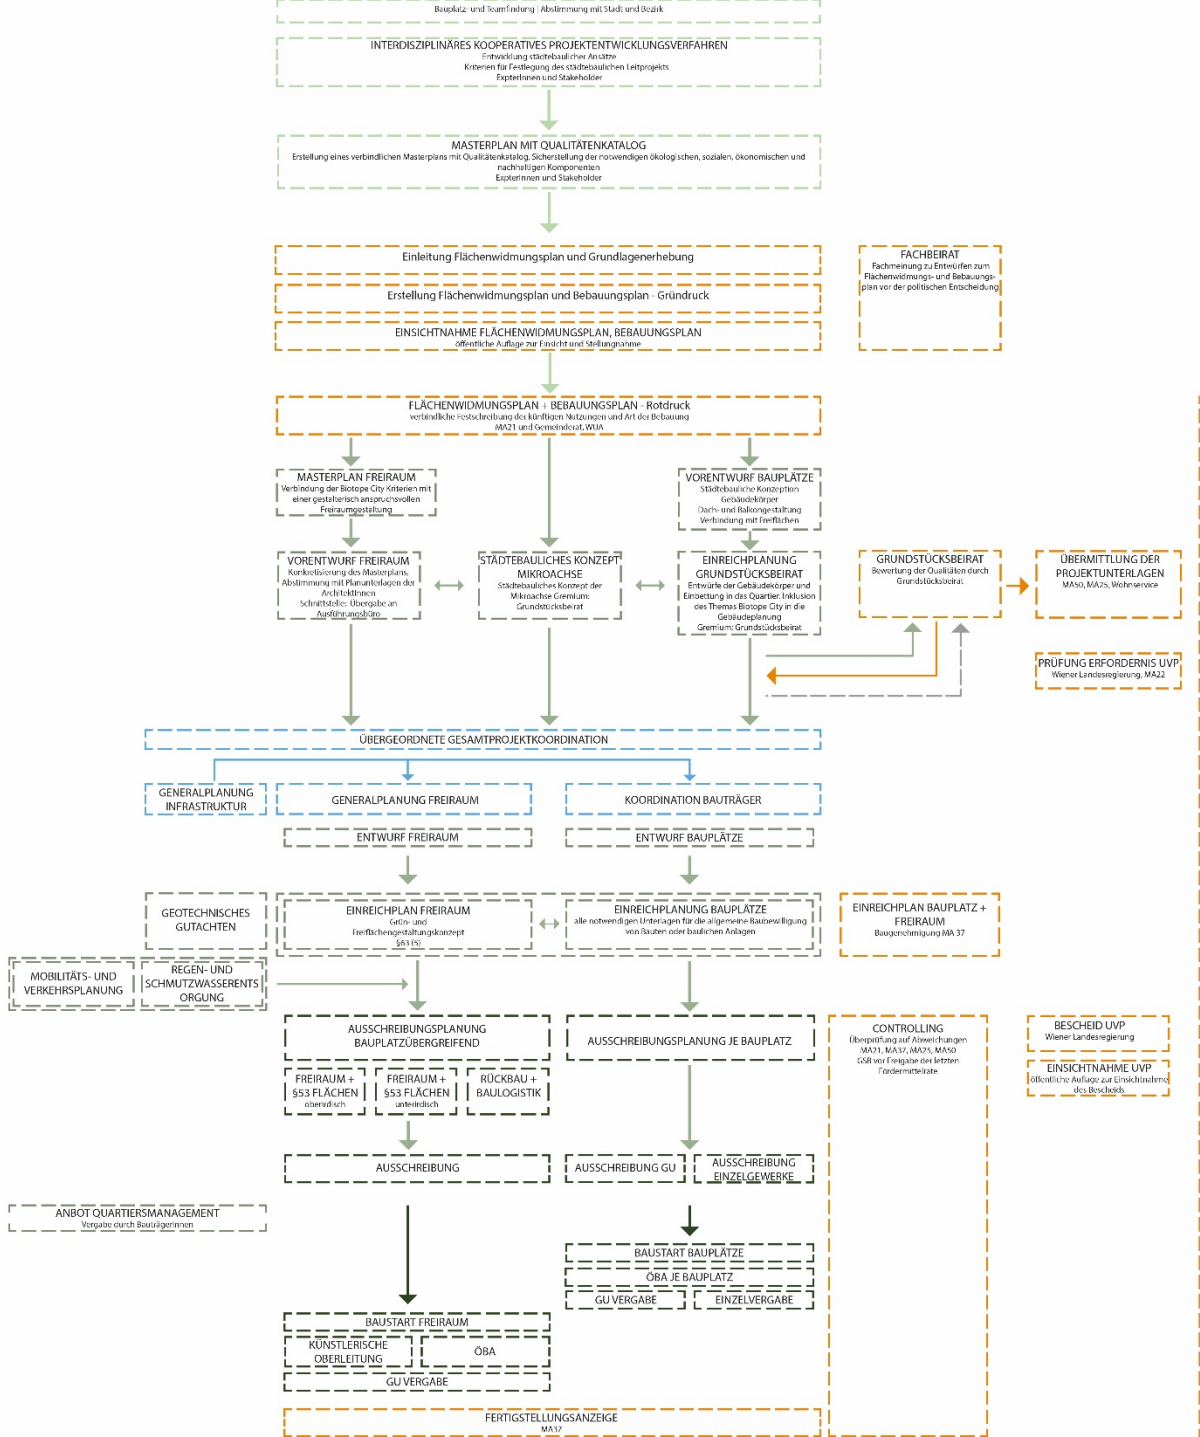 Bauplatz- und Teamfindung | Abstimmung mit Stadt und Bezirk
INTERDISZIPLINÄRES KOOPERATIVES PROJEKTENTWICKLUNGSVERFAHREN
Entwicklung städtebaulicher Ansätze
Kriterien für Festlegung des städtebaulichen Leitprojekts
ExpterInnen und Stakeholder
MASTERPLAN MIT QUALITÄTENKATALOG
Erstellung eines verbindlichen Masterplans mit Qualitätenkatalog, Sicherstellung der notwendigen ökologischen, sozialen, ökonomischen und
nachhaltigen Komponenten
ExpterInnen und Stakeholder
Einleitung Flächenwidmungsplan und Grundlagenerhebung
Erstellung Flächenwidmungsplan und Bebauungsplan - Gründruck
EINSICHTNAHME FLÄCHENWIDMUNGSPLAN, BEBAUUNGSPLAN
öffentliche Auflage zur Einsicht und Stellungnahme
FACHBEIRAT
Fachmeinung zu Entwürfen zum
Flächenwidmungs- und Bebauungs-
plan vor der politischen Entscheidung
FLÄCHENWIDMUNGSPLAN + BEBAUUNGSPLAN - Rotdruck
verbindliche Festschreibung der künftigen Nutzungen und Art der Bebauung
MA21 und Gemeinderat, WUA
MASTERPLAN FREIRAUM
Verbindung der Biotope City Kriterien mit
einer gestalterisch anspruchsvollen
Freiraumgestaltung
VORENTWURF BAUPLÄTZE
Städtebauliche Konzeption
Gebäudekörper
Dach- und Balkongestaltung
Verbindung mit Freiflächen
VORENTWURF FREIRAUM
Konkretisierung des Masterplans,
Abstimmung mit Planunterlagen der
ArchitektInnen
Schnittstelle: Übergabe an
Ausführungsbüro
STÄDTEBAULICHES KONZEPT
MIKROACHSE
Städtebauliches Konzept der
Mikroachse Gremium:
Grundstücksbeirat
EINREICHPLANUNG
GRUNDSTÜCKSBEIRAT
Entwürfe der Gebäudekörper und
Einbettung in das Quartier. Inklusion
des Themas Biotope City in die
Gebäudeplanung
Gremium: Grundstücksbeirat
GRUNDSTÜCKSBEIRAT
Bewertung der Qualitäten durch
Grundstücksbeirat
ÜBERMITTLUNG DER
PROJEKTUNTERLAGEN
MA50, MA25, Wohnservice
PRÜFUNG ERFORDERNIS UVP
Wiener Landesregierung, MA22
ÜBERGEORDNETE GESAMTPROJEKTKOORDINATION
GENERALPLANUNG
INFRASTRUKTUR
GENERALPLANUNG FREIRAUM
KOORDINATION BAUTRÄGER
ENTWURF FREIRAUM
ENTWURF BAUPLÄTZE
GEOTECHNISCHES
GUTACHTEN
EINREICHPLAN FREIRAUM
Grün- und
Freiflächengestaltungskonzept
§63 (5)
EINREICHPLANUNG BAUPLÄTZE
alle notwendigen Unterlagen für die allgemeine Baubewilligung
von Bauten oder baulichen Anlagen
EINREICHPLAN BAUPLATZ +
FREIRAUM
Baugenehmigung MA 37
MOBILITÄTS- UND
VERKEHRSPLANUNG
REGEN- UND
SCHMUTZWASSERENTS
ORGUNG
AUSSCHREIBUNGSPLANUNG
BAUPLATZÜBERGREIFEND
AUSSCHREIBUNGSPLANUNG JE BAUPLATZ
CONTROLLING
Überprüfung auf Abweichungen
MA21, MA37, MA25, MA50
GSB vor Freigabe der letzten
Fördermittelrate
BESCHEID UVP
Wiener Landesregierung
EINSICHTNAHME UVP
öffentliche Auflage zur Einsichtnahme
des Bescheids
FREIRAUM +
§53 FLÄCHEN
oberirdisch
FREIRAUM +
§53 FLÄCHEN
unterirdisch
RÜCKBAU +
BAULOGISTIK
AUSSCHREIBUNG
AUSSCHREIBUNG GU
AUSSCHREIBUNG
EINZELGEWERKE
ANBOT QUARTIERSMANAGEMENT
Vergabe durch BauträgerInnen
BAUSTART BAUPLÄTZE
ÖBA JE BAUPLATZ
GU VERGABE
EINZELVERGABE
BAUSTART FREIRAUM
KÜNSTLERISCHE
OBERLEITUNG
ÖBA
GU VERGABE
FERTIGSTELLUNGSANZEIGE
MA37